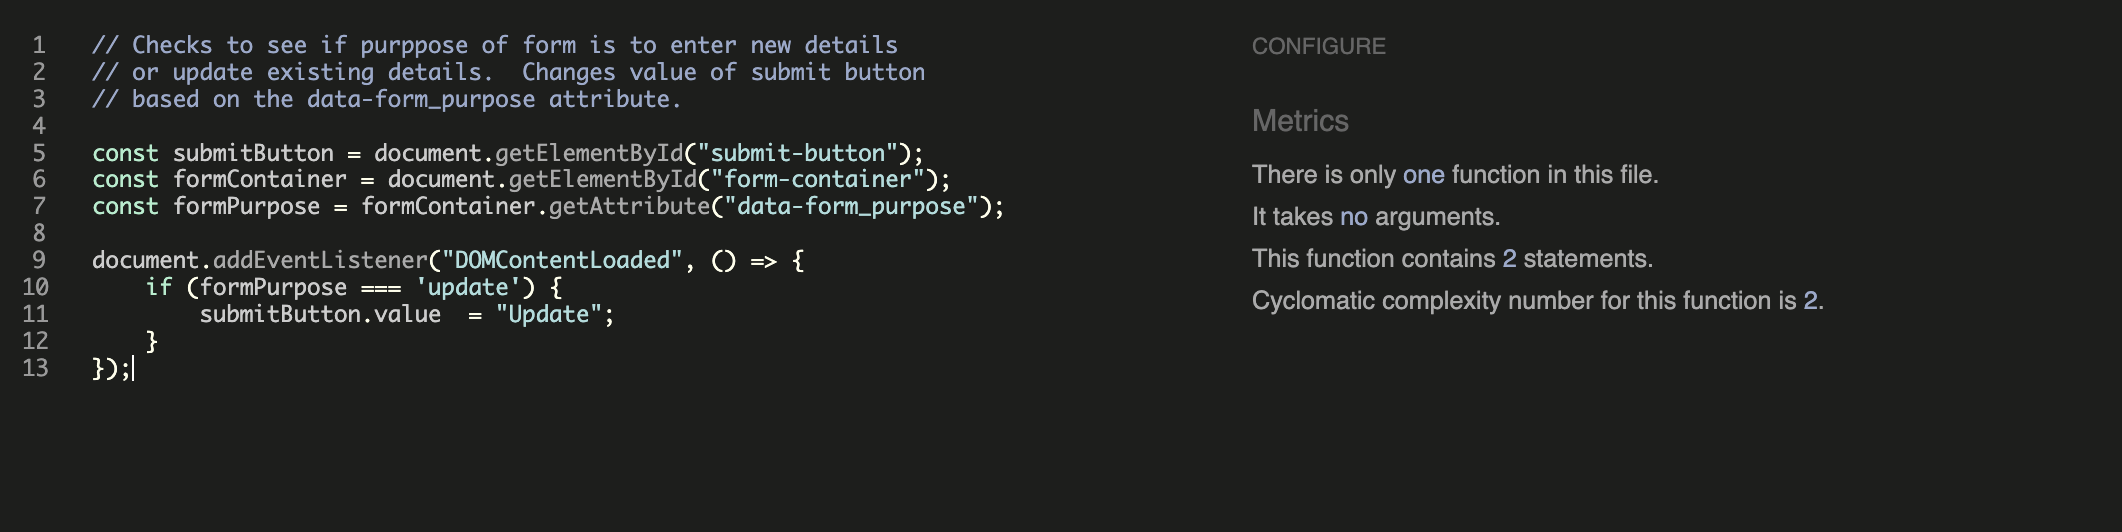 1 // Checks to see if purppose of form is to enter new details
2 // or update existing details.  Changes value of submit button
3 // based on the data-form_purpose attribute.
4
5 const submitButton = document.getElementById("submit-button");
6 const formContainer = document.getElementById("form-container");
7 const formPurpose = formContainer.getAttribute("data-form_purpose");
8
9 document.addEventListener("DOMContentLoaded", () => {
10     if (formPurpose === 'update') {
11         submitButton.value  = "Update";
12     }
13 });
CONFIGURE
Metrics
There is only one function in this file.
It takes no arguments.
This function contains 2 statements.
Cyclomatic complexity number for this function is 2.